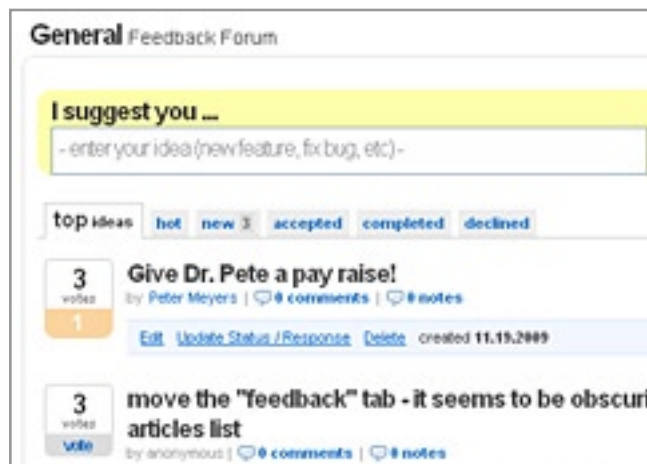 General Feedback Forum
I suggest you ...
- enter your idea (new feature, fix bug, etc) -
top ideas hot new 3 accepted completed declined
3
votes
1
Give Dr. Pete a pay raise!
by Peter Meyers | 0 comments | 0 notes
Edit Update Status / Response Delete created 11.19.2009
3
votes
vote
move the "feedback" tab - it seems to be obscuri
articles list
by anonymous | 0 comments | 0 notes